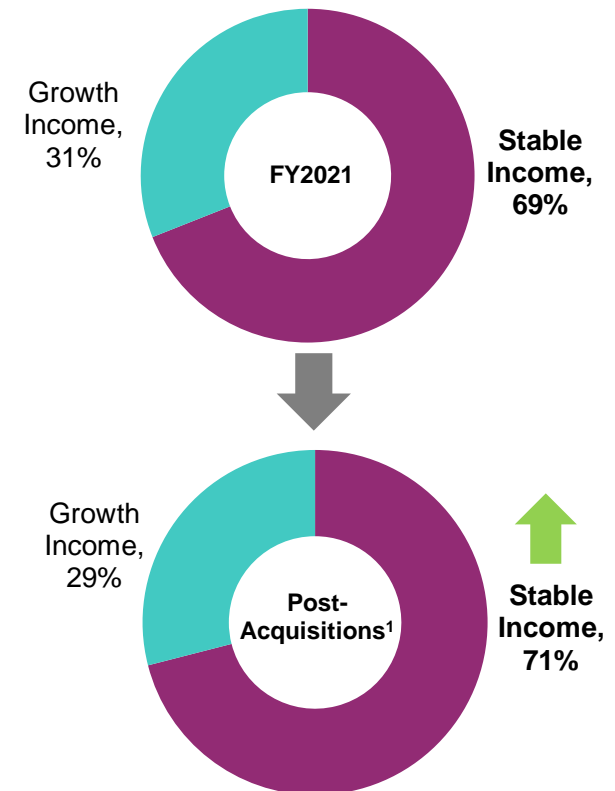 Growth
Income,
31%
FY2021
Stable
Income,
69%
Growth
Income,
29%
Post-
Acquisitions¹
Stable
Income,
71%